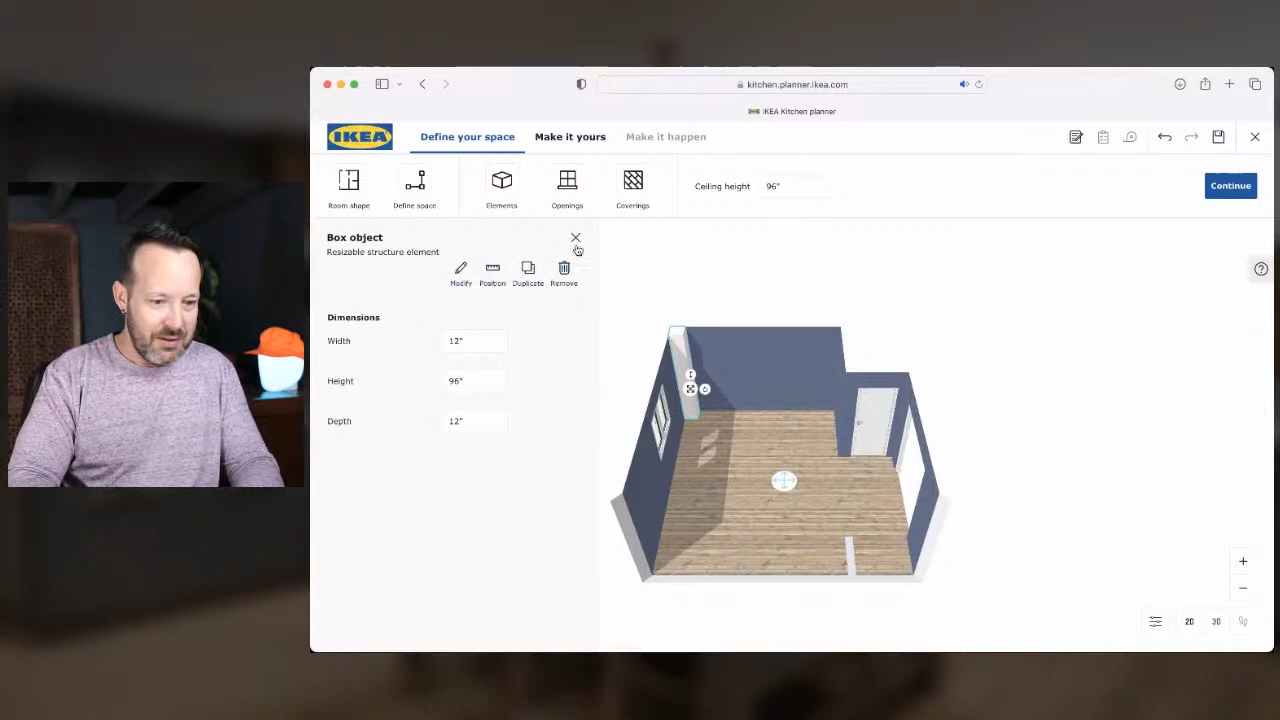 kitchen.planner.ikea.com
IKEA Kitchen planner
IKEA
Define your space
Make it yours
Make it happen
Room shape
Define space
Elements
Openings
Coverings
Ceiling height
96"
Continue
Box object
Resizable structure element
Modify
Position
Duplicate
Remove
Dimensions
Width
12"
Height
96"
Depth
12"
2D
3D